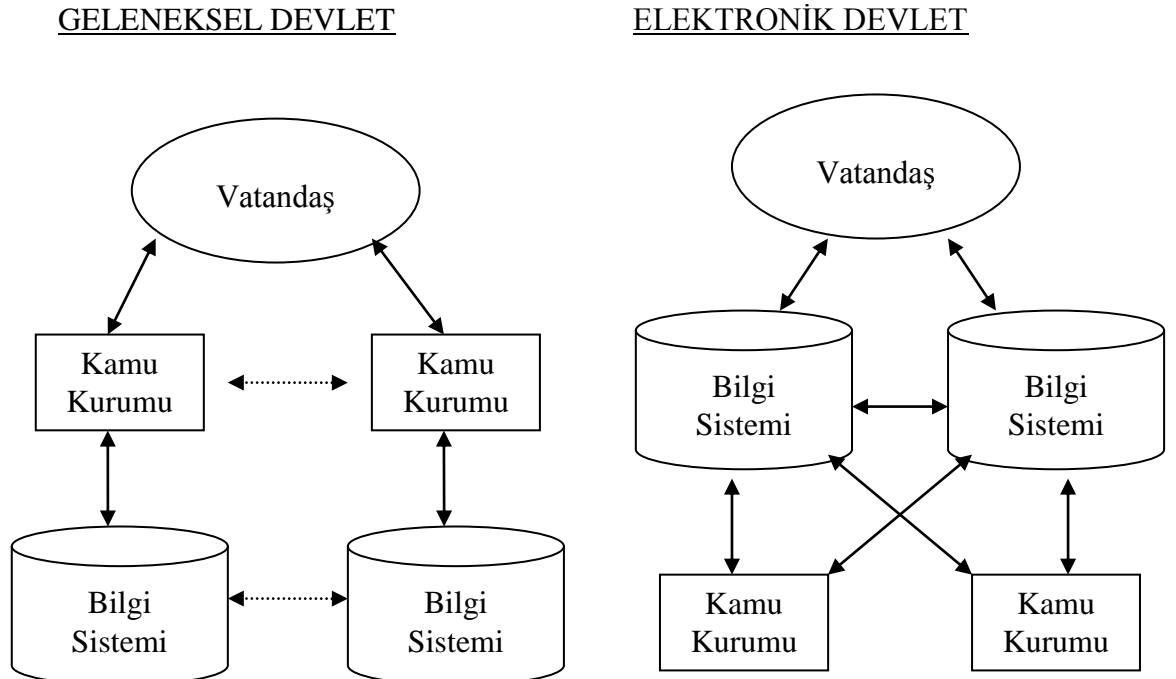 GELENEKSEL DEVLET
Vatandaş
Kamu
Kurumu
Kamu
Kurumu
Bilgi
Sistemi
Bilgi
Sistemi
ELEKTRONİK DEVLET
Vatandaş
Bilgi
Sistemi
Bilgi
Sistemi
Kamu
Kurumu
Kamu
Kurumu